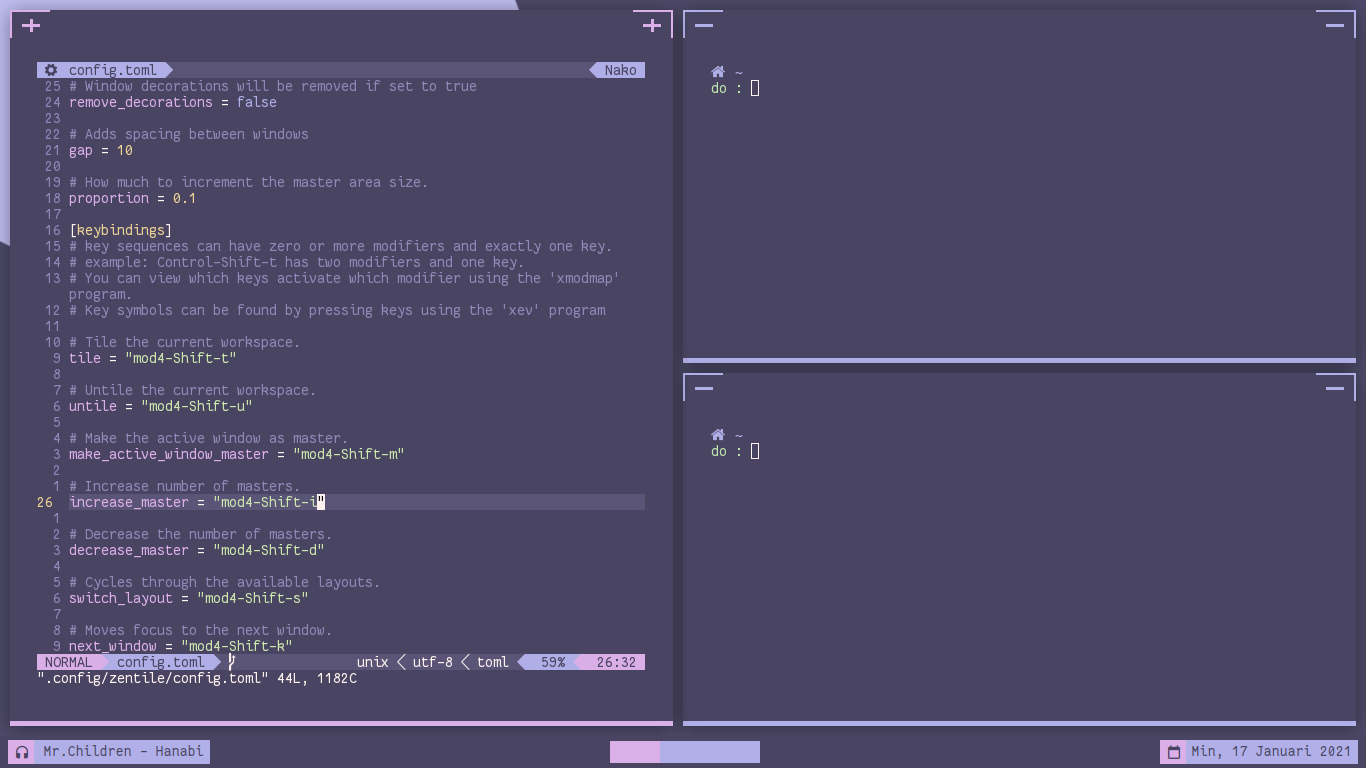 config.toml Nako
25 # Window decorations will be removed if set to true
24 remove_decorations = false
23
22 # Adds spacing between windows
21 gap = 10
20
19 # How much to increment the master area size.
18 proportion = 0.1
17
16 [keybindings]
15 # key sequences can have zero or more modifiers and exactly one key.
14 # example: Control-Shift-t has two modifiers and one key.
13 # You can view which keys activate which modifier using the 'xmodmap'
program.
12 # Key symbols can be found by pressing keys using the 'xev' program
11
10 # Tile the current workspace.
9 tile = "mod4-Shift-t"
8
7 # Untile the current workspace.
6 untile = "mod4-Shift-u"
5
4 # Make the active window as master.
3 make_active_window_master = "mod4-Shift-m"
2
1 # Increase number of masters.
26 increase_master = "mod4-Shift-i"
1
2 # Decrease the number of masters.
3 decrease_master = "mod4-Shift-d"
4
5 # Cycles through the available layouts.
6 switch_layout = "mod4-Shift-s"
7
8 # Moves focus to the next window.
9 next_window = "mod4-Shift-k"
NORMAL config.toml unix utf-8 toml 59% 26:32
".config/zentile/config.toml" 44L, 1182C
~
do :
~
do :
Mr.Children - Hanabi
Min, 17 Januari 2021